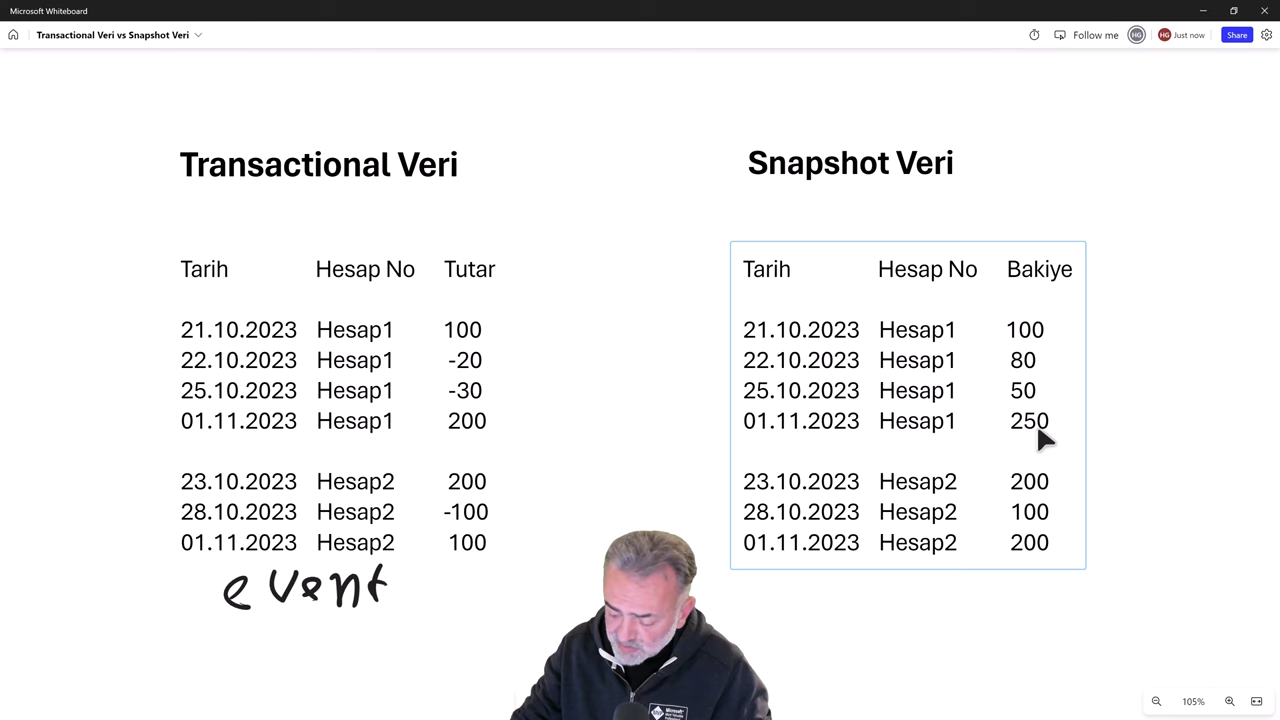 Microsoft Whiteboard
Transactional Veri vs Snapshot Veri
Follow me
HG
HG
Just now
Share
Transactional Veri
Tarih Hesap No Tutar
21.10.2023 Hesap1 100
22.10.2023 Hesap1 -20
25.10.2023 Hesap1 -30
01.11.2023 Hesap1 200
23.10.2023 Hesap2 200
28.10.2023 Hesap2 -100
01.11.2023 Hesap2 100
event
Snapshot Veri
Tarih Hesap No Bakiye
21.10.2023 Hesap1 100
22.10.2023 Hesap1 80
25.10.2023 Hesap1 50
01.11.2023 Hesap1 250
23.10.2023 Hesap2 200
28.10.2023 Hesap2 100
01.11.2023 Hesap2 200
Microsoft
105%